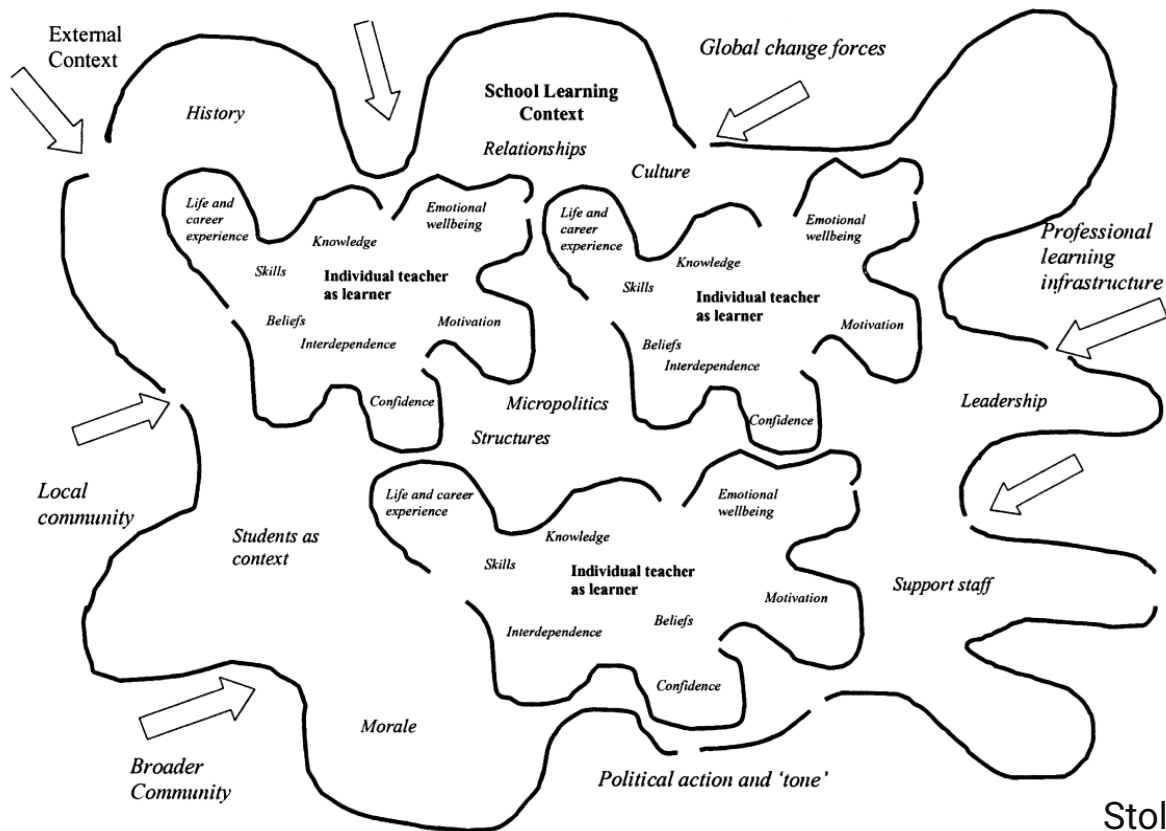 External
Context
Global change forces
School Learning
Context
History
Relationships
Culture
Life and
career
experience
Emotional
wellbeing
Knowledge
Skills
Individual teacher
as learner
Beliefs
Interdependence
Motivation
Confidence
Life and
career
experience
Emotional
wellbeing
Knowledge
Skills
Individual teacher
as learner
Beliefs
Interdependence
Motivation
Confidence
Professional
learning
infrastructure
Micropolitics
Structures
Leadership
Local
community
Students as
context
Life and career
experience
Emotional
wellbeing
Knowledge
Skills
Individual teacher
as learner
Motivation
Interdependence
Beliefs
Confidence
Support staff
Morale
Broader
Community
Political action and ‘tone’
Stol